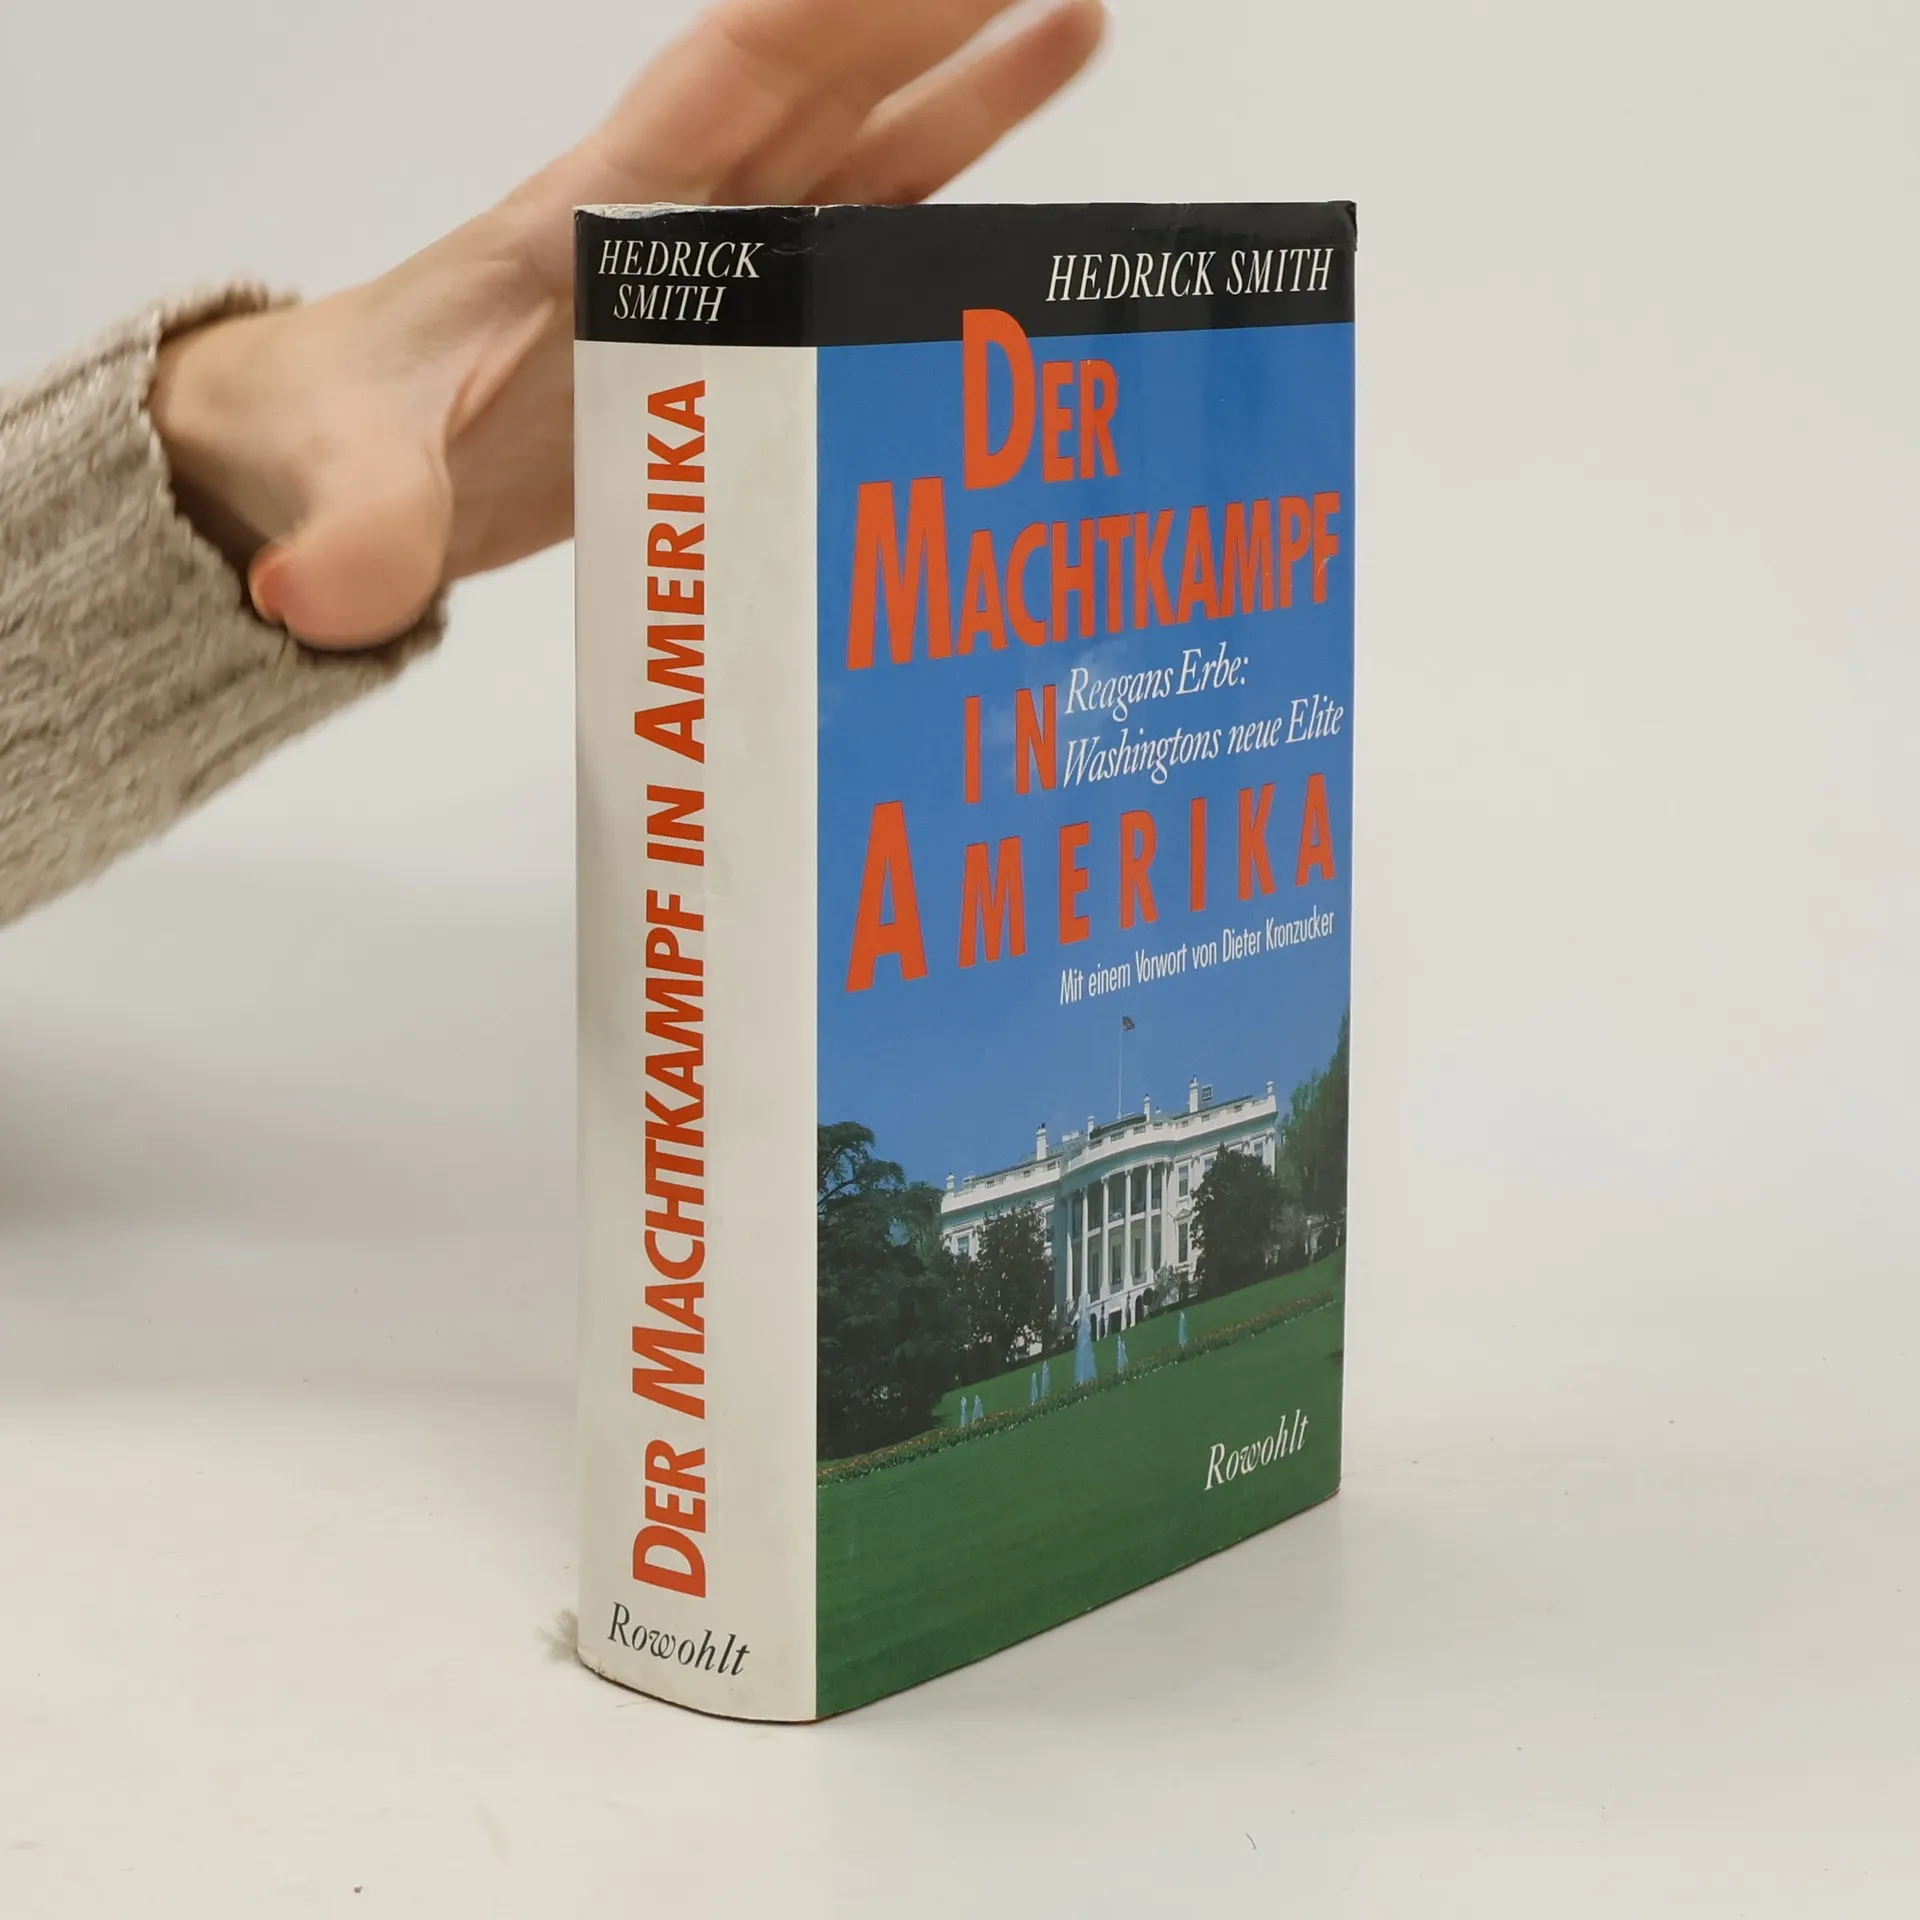 HEDRICK
SMITH
DER MACHTKAMPF IN AMERIKA
Rowohlt
HEDRICK SMITH
DER
MACHTKAMPF
IN
Reagans Erbe:
Washingtons neue Elite
AMERIKA
Mit einem Vorwort von Dieter Kronzucker
Rowohlt